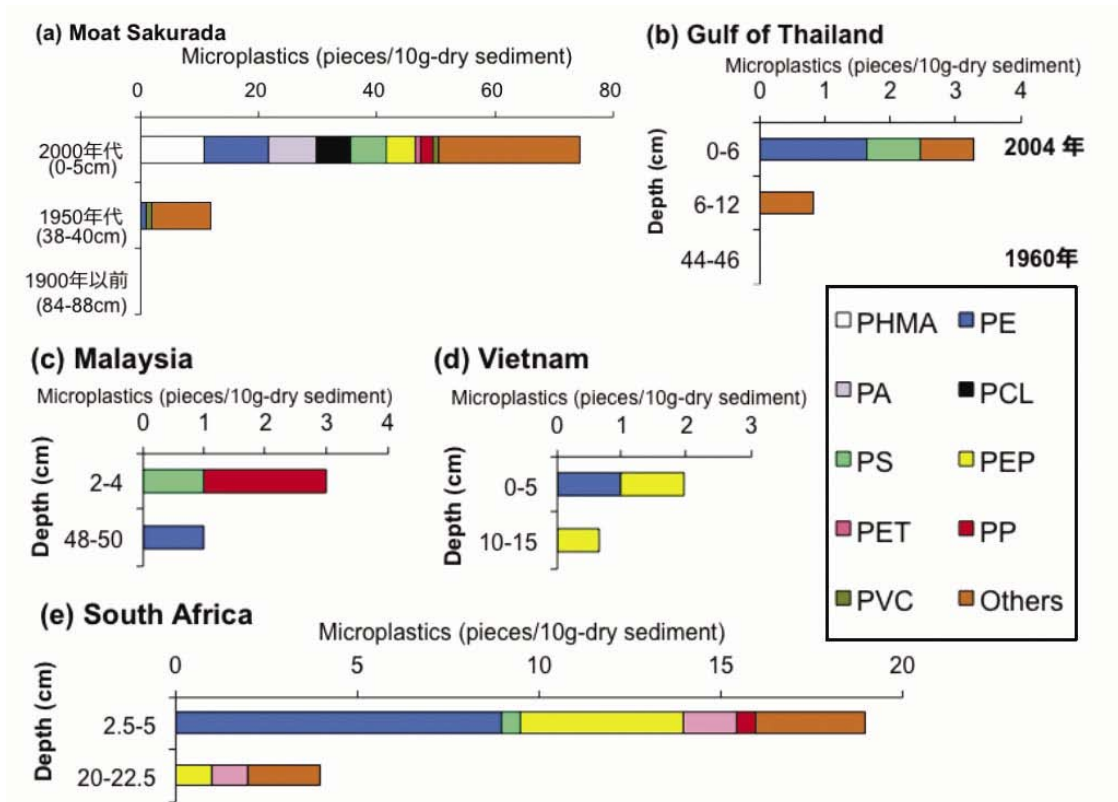 (a) Moat Sakurada
Microplastics (pieces/10g-dry sediment)
0 20 40 60 80
2000年代
(0-5cm)
1950年代
(38-40cm)
1900年以前
(84-88cm)
(b) Gulf of Thailand
Microplastics (pieces/10g-dry sediment)
0 1 2 3 4
Depth (cm)
0-6
2004 年
6-12
44-46
1960年
(c) Malaysia
Microplastics (pieces/10g-dry sediment)
0 1 2 3 4
Depth (cm)
2-4
48-50
(d) Vietnam
Microplastics (pieces/10g-dry sediment)
0 1 2 3
Depth (cm)
0-5
10-15
PHMA PE
PA PCL
PS PEP
PET PP
PVC Others
(e) South Africa
Microplastics (pieces/10g-dry sediment)
0 5 10 15 20
Depth (cm)
2.5-5
20-22.5